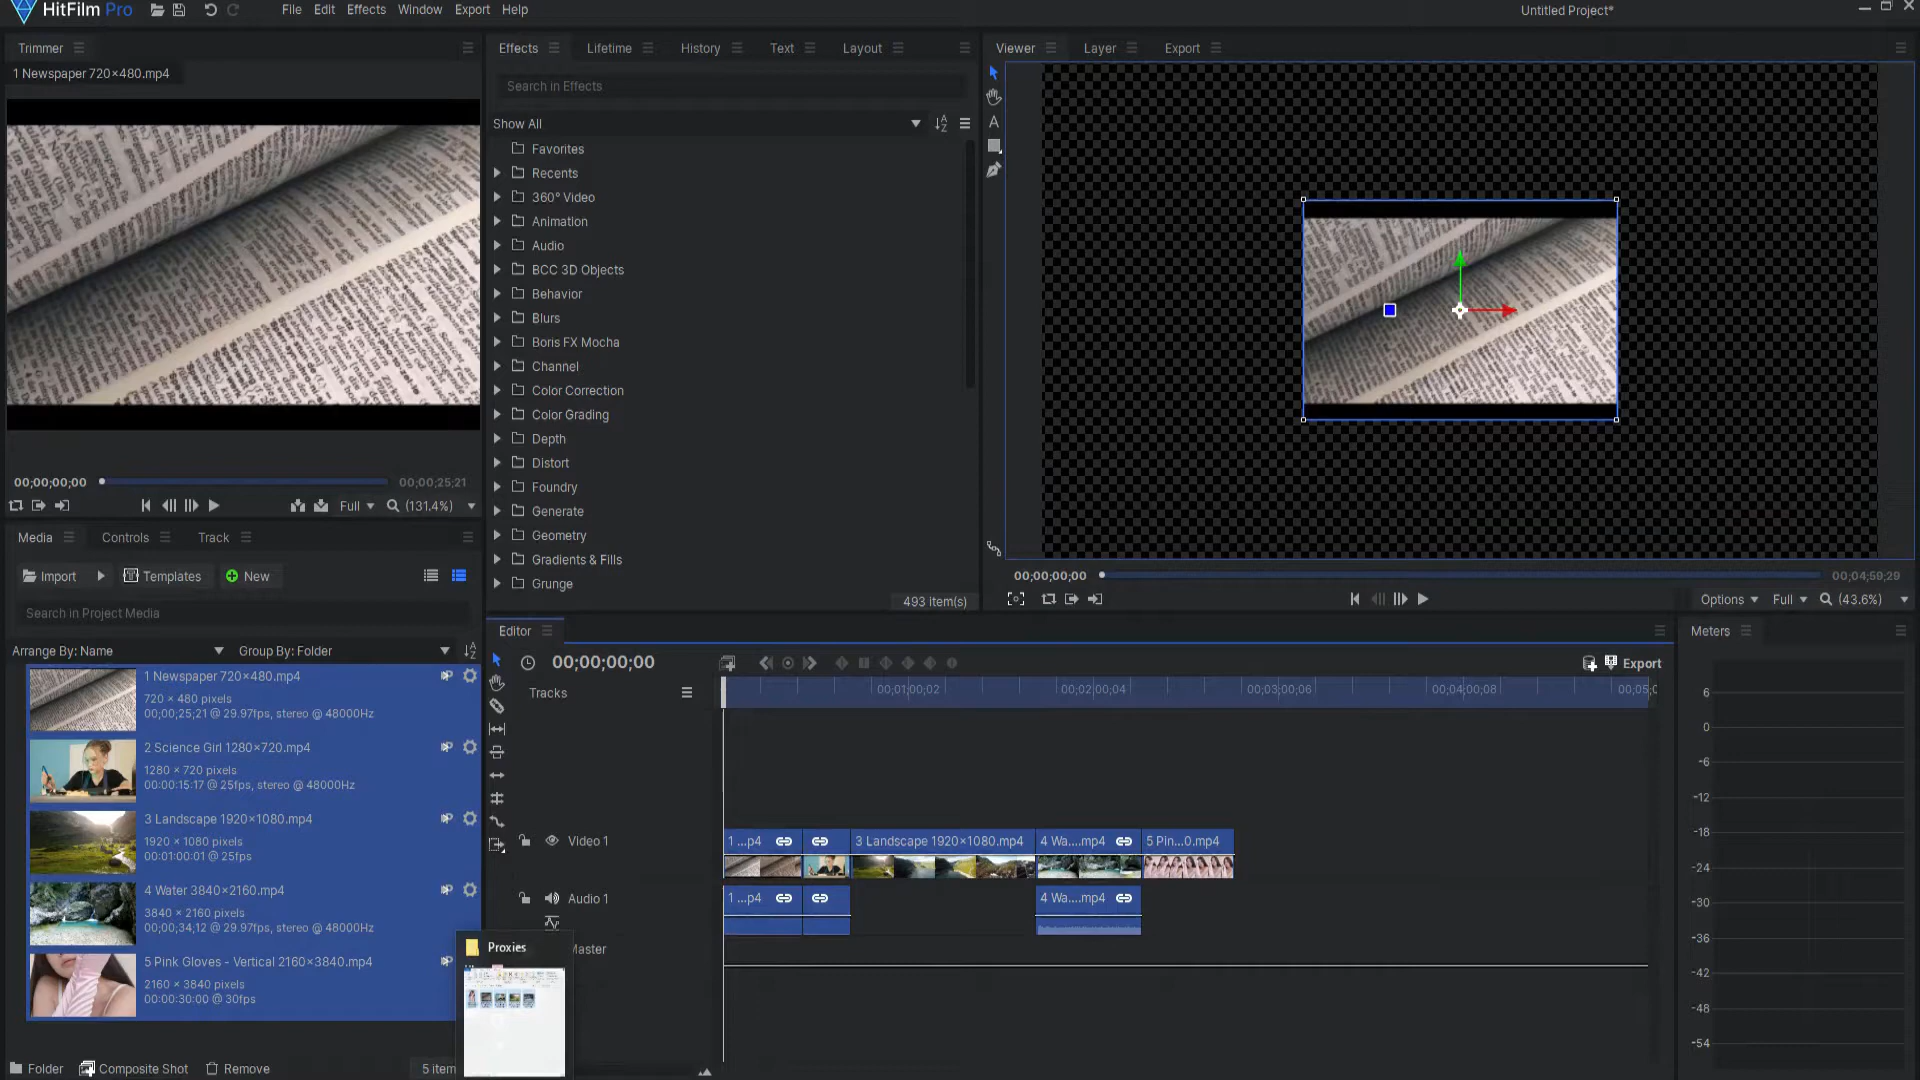 HitFilm Pro
File Edit Effects Window Export Help
Untitled Project*
Trimmer
1 Newspaper 720×480.mp4
00;00;00;00
00;00;25;21
Full
(131.4%)
Effects Lifetime History Text Layout
Search in Effects
Show All
Favorites
Recents
360° Video
Animation
Audio
BCC 3D Objects
Behavior
Blurs
Boris FX Mocha
Channel
Color Correction
Color Grading
Depth
Distort
Foundry
Generate
Geometry
Gradients & Fills
Grunge
493 item(s)
Viewer Layer Export
A
00;00;00;00
00;04;59;29
Options Full (43.6%)
Media Controls Track
Import Templates New
Search in Project Media
Arrange By: Name Group By: Folder
1 Newspaper 720×480.mp4
720 × 480 pixels
00;00;25;21 @ 29.97fps, stereo @ 48000Hz
2 Science Girl 1280×720.mp4
1280 × 720 pixels
00:00:15:17 @ 25fps, stereo @ 48000Hz
3 Landscape 1920×1080.mp4
1920 × 1080 pixels
00:01:00:01 @ 25fps
4 Water 3840×2160.mp4
3840 × 2160 pixels
00;00;34;12 @ 29.97fps, stereo @ 48000Hz
5 Pink Gloves - Vertical 2160×3840.mp4
2160 × 3840 pixels
00:00:30:00 @ 30fps
Folder Composite Shot Remove 5 item
Proxies
Editor
00;00;00;00
Export
Tracks
00;01;00;02 00;02;00;04 00;03;00;06 00;04;00;08 00;05;0
Video 1
1 ...p4
3 Landscape 1920×1080.mp4
4 Wa....mp4
5 Pin...0.mp4
Audio 1
1 ...p4
4 Wa....mp4
Master
Meters
6
0
-6
-12
-18
-24
-30
-36
-42
-48
-54